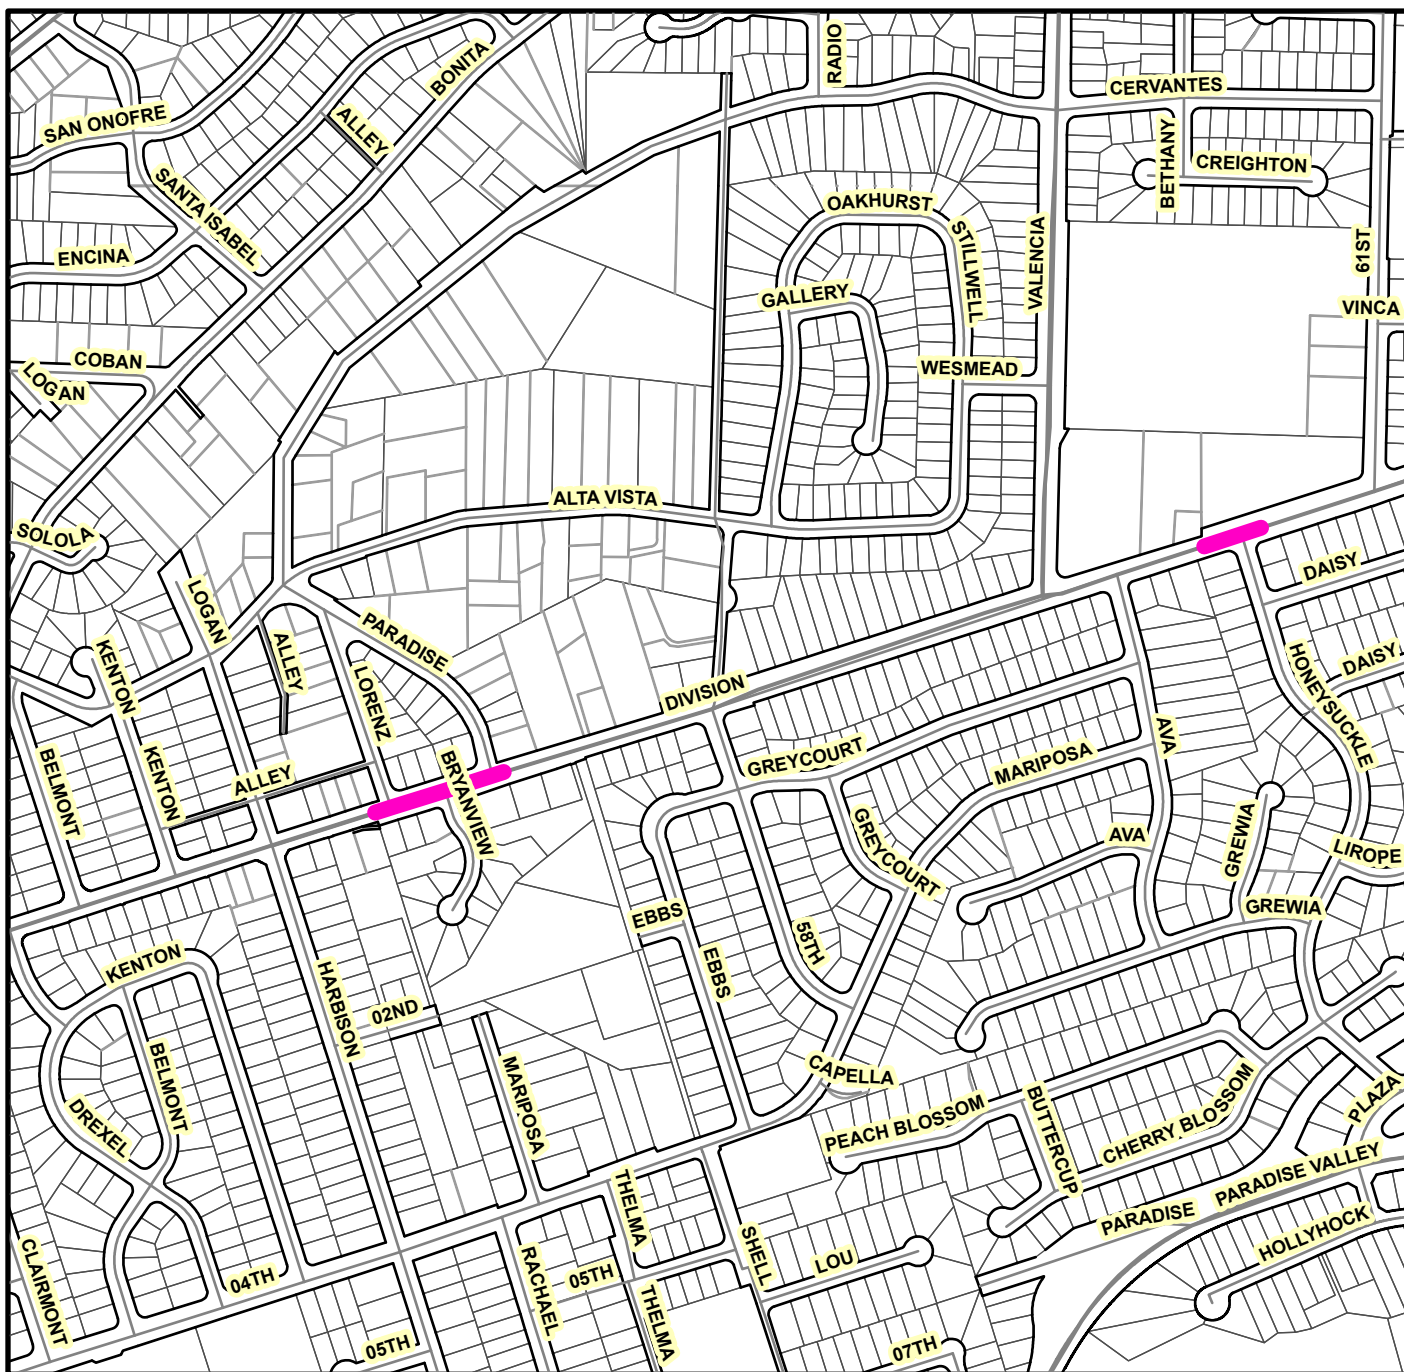 RADIO
BONITA
CERVANTES
SAN ONOFRE
ALLEY
BETHANY
CREIGHTON
SANTA ISABEL
OAKHURST
STILLWELL
VALENCIA
61ST
ENCINA
GALLERY
VINCA
COBAN
WESMEAD
LOGAN
LOGAN
ALTA VISTA
SOLOLA
DAISY
LOGAN
PARADISE
ALLEY
KENTON
HONEYSUCKLE
DAISY
LORENZ
DIVISION
AVA
BELMONT
KENTON
ALLEY
BRYANVIEW
GREYCOURT
MARIPOSA
GREYCOURT
AVA
GREWIA
LIROPE
EBBS
GREWIA
58TH
KENTON
EBBS
HARBISON
02ND
BELMONT
MARIPOSA
CAPELLA
PLAZA
DREXEL
PEACH BLOSSOM
BUTTERCUP
CHERRY BLOSSOM
PARADISE VALLEY
THELMA
PARADISE
HOLLYHOCK
SHELL
CLAIRMONT
04TH
RACHAEL
05TH
LOU
THELMA
05TH
07TH